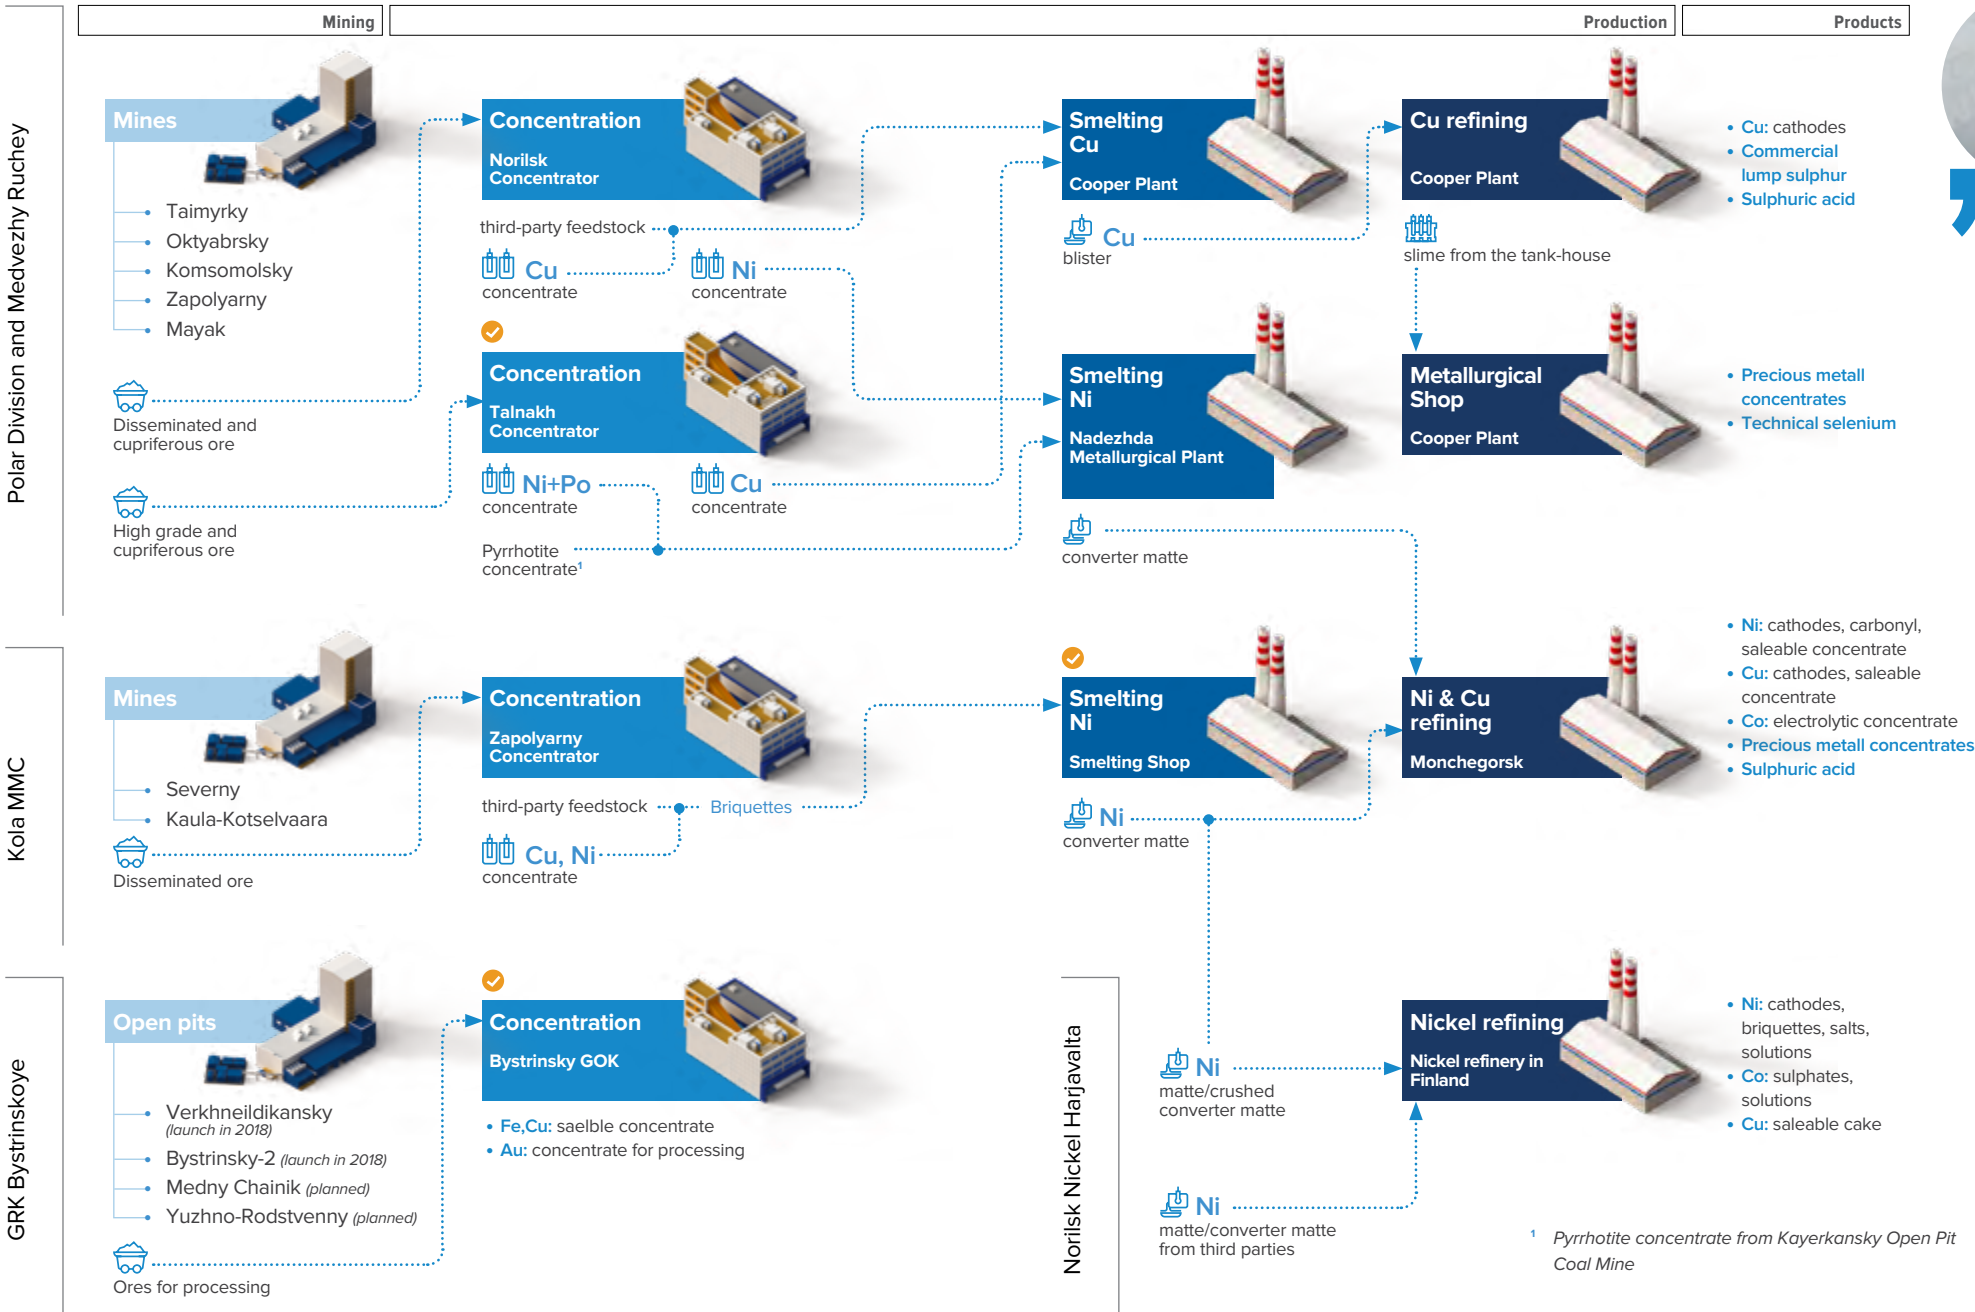 Mining
Production
Products
Polar Division and Medvezhy Ruchey
Mines
Taimyrky
Oktyabrsky
Komsomolsky
Zapolyarny
Mayak
Disseminated and
cupriferous ore
High grade and
cupriferous ore
Concentration
Norilsk
Concentrator
third-party feedstock
Cu
concentrate
Ni
concentrate
Concentration
Talnakh
Concentrator
Ni+Po
concentrate
Cu
concentrate
Pyrrhotite
concentrate¹
Smelting
Cu
Cooper Plant
Cu
blister
Smelting
Ni
Nadezhda
Metallurgical Plant
converter matte
Cu refining
Cooper Plant
slime from the tank-house
Metallurgical
Shop
Cooper Plant
• Cu: cathodes
• Commercial
lump sulphur
• Sulphuric acid
• Precious metall
concentrates
• Technical selenium
Kola MMC
Mines
Severny
Kaula-Kotselvaara
Disseminated ore
Concentration
Zapolyarny
Concentrator
third-party feedstock
Briquettes
Cu, Ni
concentrate
Smelting
Ni
Smelting Shop
Ni
converter matte
Ni & Cu
refining
Monchegorsk
• Ni: cathodes, carbonyl,
saleable concentrate
• Cu: cathodes, saleable
concentrate
• Co: electrolytic concentrate
• Precious metall concentrates
• Sulphuric acid
GRK Bystrinskoye
Open pits
Verkhneildikansky
(launch in 2018)
Bystrinsky-2 (launch in 2018)
Medny Chainik (planned)
Yuzhno-Rodstvenny (planned)
Ores for processing
Concentration
Bystrinsky GOK
• Fe,Cu: saelble concentrate
• Au: concentrate for processing
Norilsk Nickel Harjavalta
Ni
matte/crushed
converter matte
Ni
matte/converter matte
from third parties
Nickel refining
Nickel refinery in
Finland
• Ni: cathodes,
briquettes, salts,
solutions
• Co: sulphates,
solutions
• Cu: saleable cake
¹ Pyrrhotite concentrate from Kayerkansky Open Pit
Coal Mine